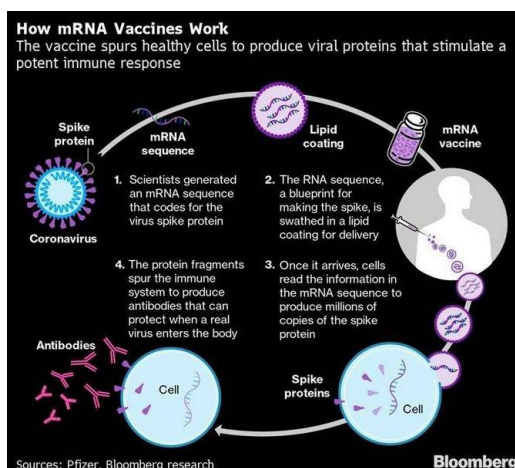 How mRNA Vaccines Work
The vaccine spurs healthy cells to produce viral proteins that stimulate a
potent immune response
Spike
protein
mRNA
sequence
Lipid
coating
mRNA
vaccine
Coronavirus
1. Scientists generated
an mRNA sequence
that codes for the
virus spike protein
2. The RNA sequence,
a blueprint for
making the spike, is
swathed in a lipid
coating for delivery
3. Once it arrives, cells
read the information in
the mRNA sequence to
produce millions of
copies of the spike
protein
4. The protein fragments
spur the immune
system to produce
antibodies that can
protect when a real
virus enters the body
Antibodies
Cell
Spike
proteins
Cell
Sources: Pfizer, Bloomberg research
Bloomberg